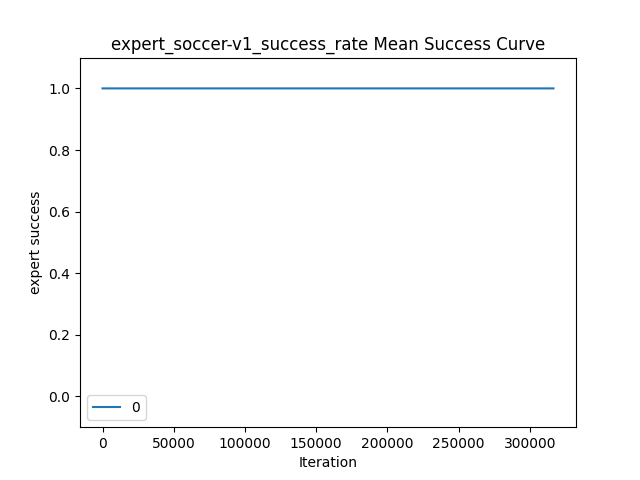 expert_soccer-v1_success_rate Mean Success Curve
expert success
1.0
0.8
0.6
0.4
0.2
0.0
0
0 50000 100000 150000 200000 250000 300000
Iteration